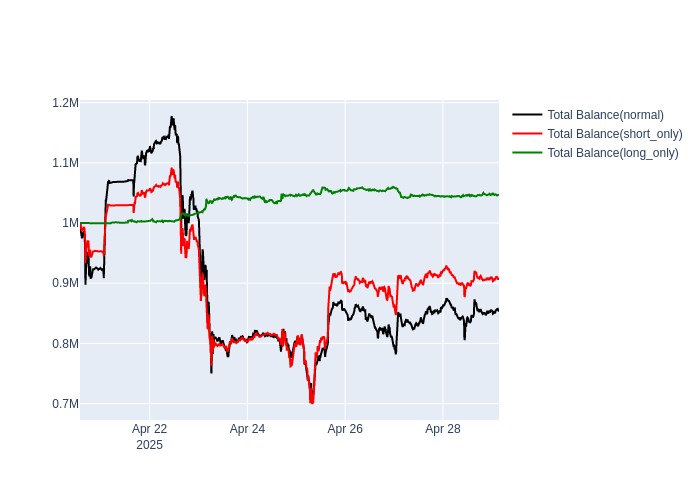 1.2M
1.1M
1M
0.9M
0.8M
0.7M
Apr 22
2025
Apr 24
Apr 26
Apr 28
Total Balance(normal)
Total Balance(short_only)
Total Balance(long_only)